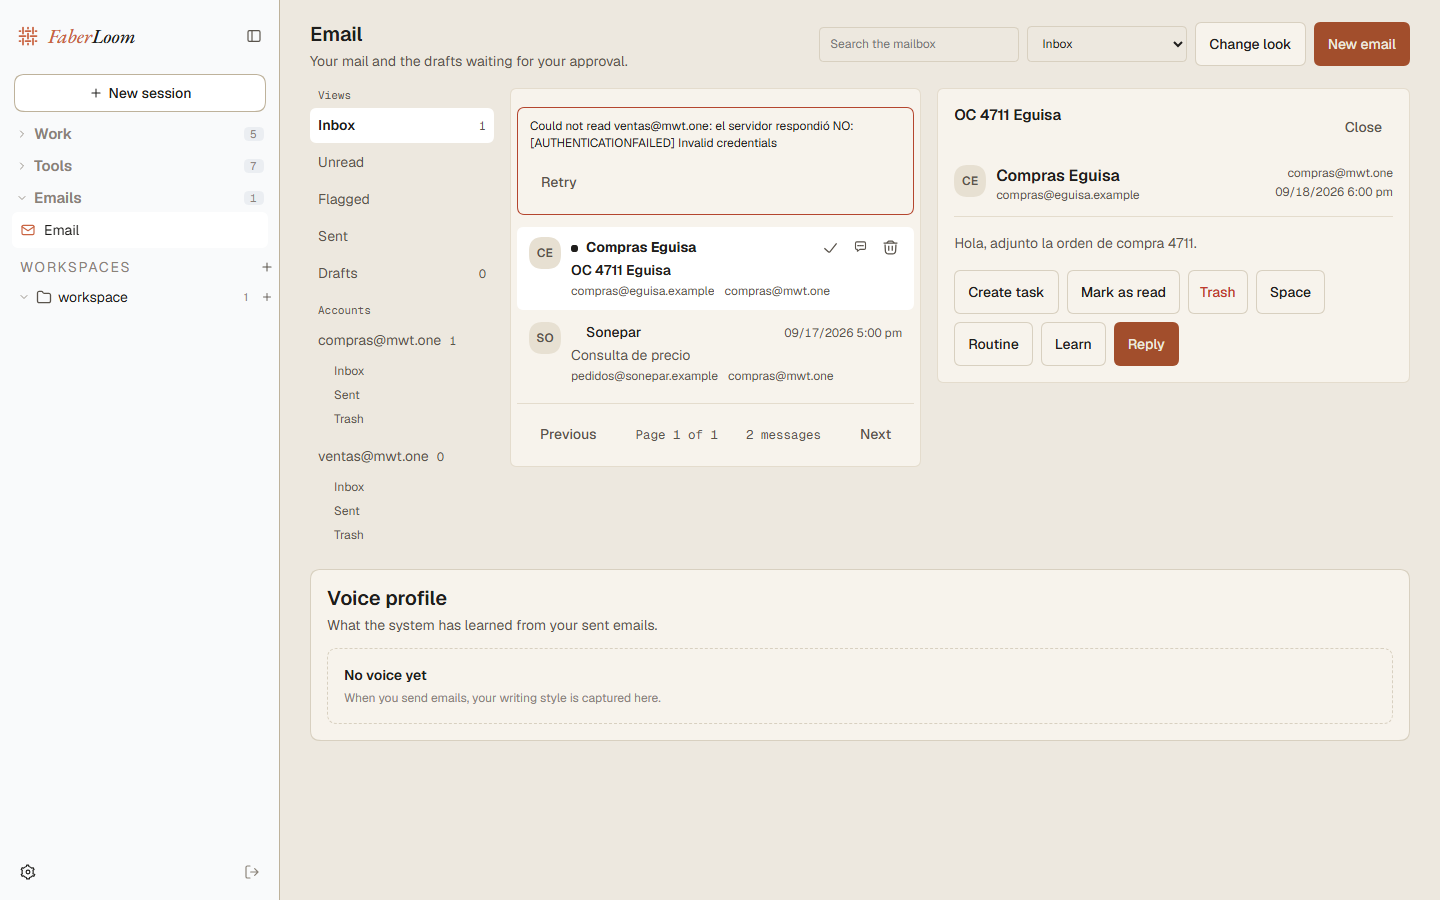 FaberLoom
New session
Work 5
Tools 7
Emails 1
Email
WORKSPACES
workspace 1
Email
Your mail and the drafts waiting for your approval.
Search the mailbox
Inbox
Change look
New email
Views
Inbox 1
Unread
Flagged
Sent
Drafts 0
Accounts
compras@mwt.one 1
Inbox
Sent
Trash
ventas@mwt.one 0
Inbox
Sent
Trash
Could not read ventas@mwt.one: el servidor respondió NO:
[AUTHENTICATIONFAILED] Invalid credentials
Retry
CE Compras Eguisa
OC 4711 Eguisa
compras@eguisa.example compras@mwt.one
SO Sonepar 09/17/2026 5:00 pm
Consulta de precio
pedidos@sonepar.example compras@mwt.one
Previous Page 1 of 1 2 messages Next
OC 4711 Eguisa
Close
CE Compras Eguisa compras@mwt.one
compras@eguisa.example 09/18/2026 6:00 pm
Hola, adjunto la orden de compra 4711.
Create task Mark as read Trash Space
Routine Learn Reply
Voice profile
What the system has learned from your sent emails.
No voice yet
When you send emails, your writing style is captured here.